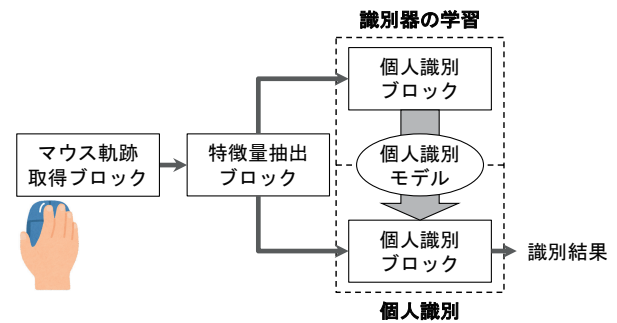 識別器の学習
個人識別
ブロック
マウス軌跡
取得ブロック
特徴量抽出
ブロック
個人識別
モデル
個人識別
ブロック
識別結果
個人識別